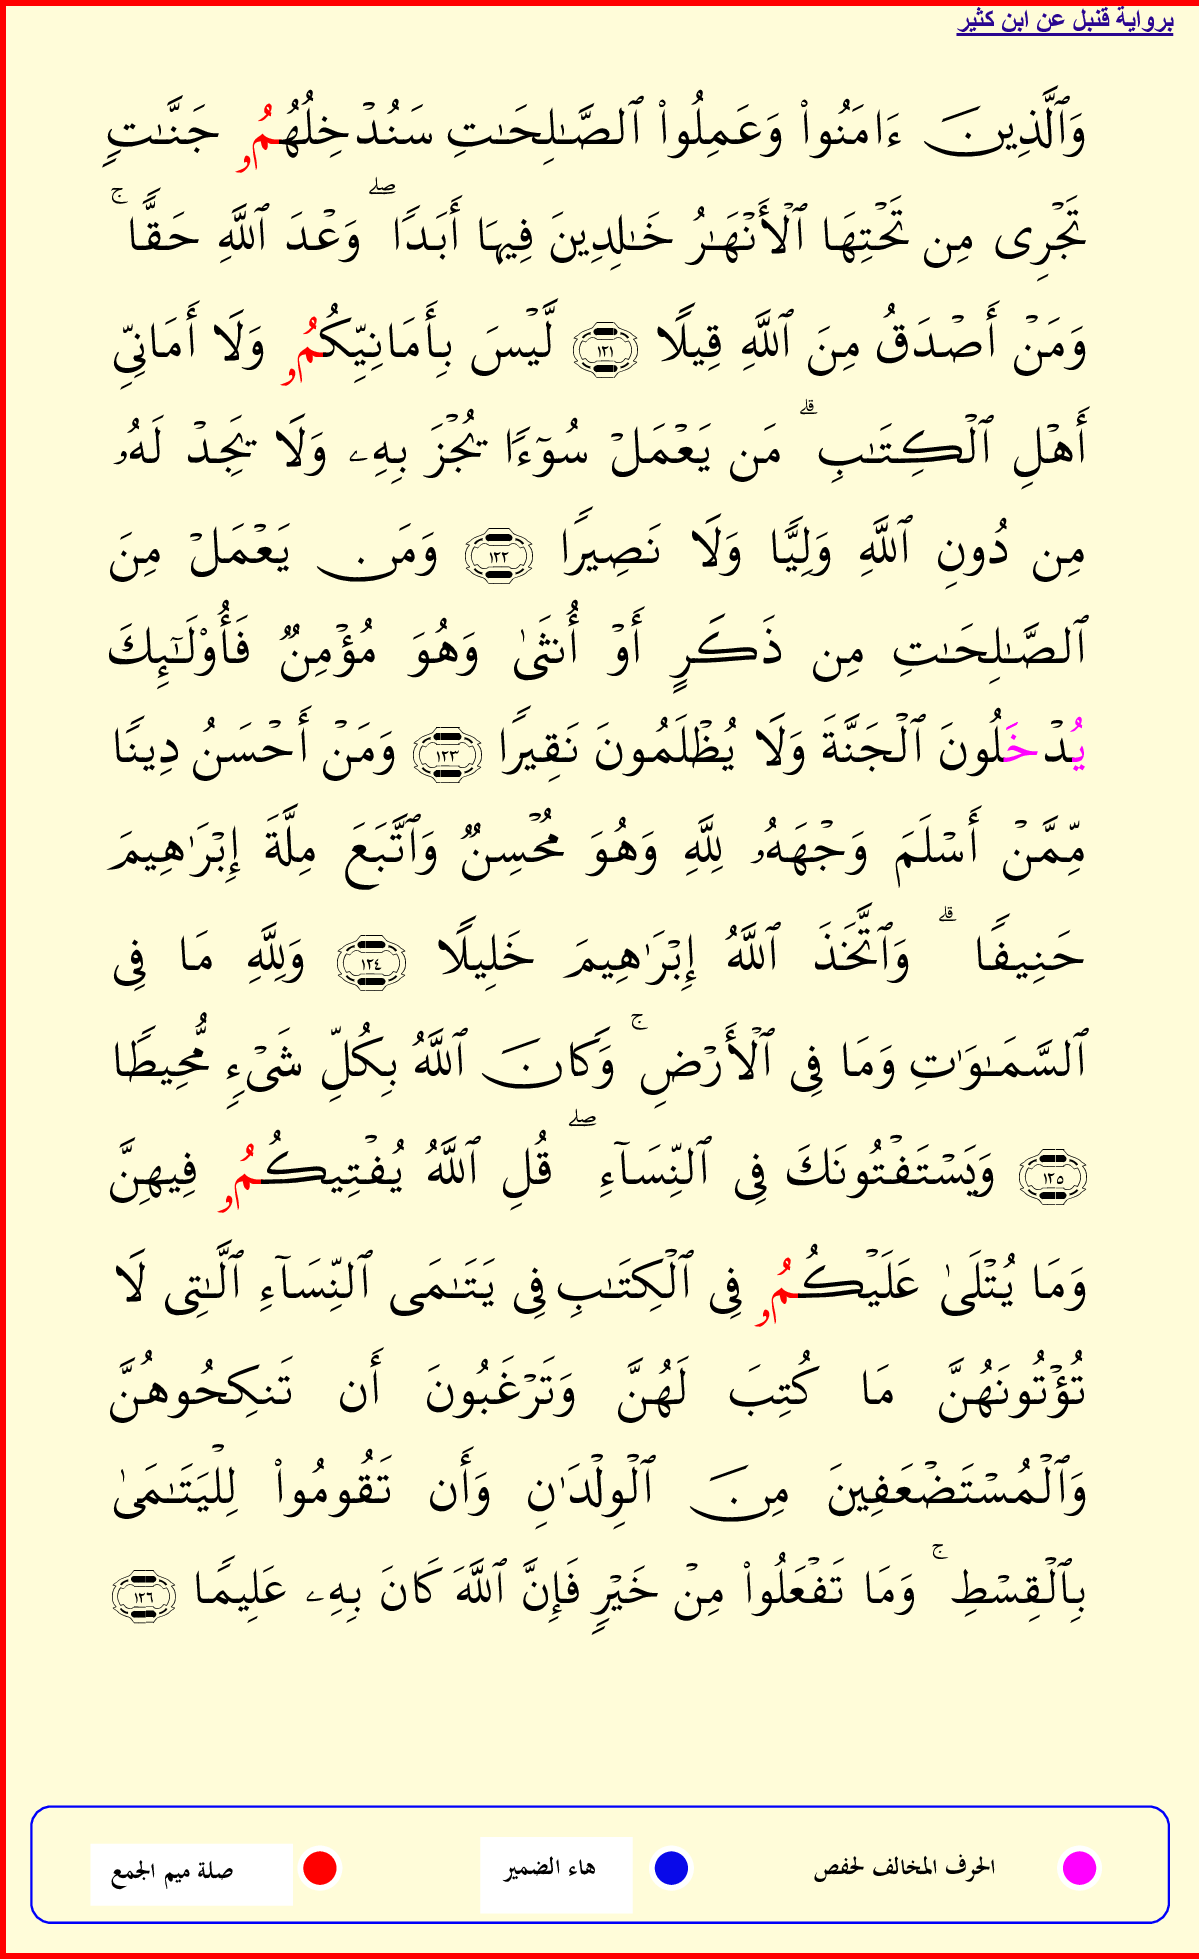 برواية قنبل عن ابن كثير
وَٱلَّذِينَ ءَامَنُوا۟ وَعَمِلُوا۟ ٱلصَّـٰلِحَـٰتِ سَنُدْخِلُهُمُۥ جَنَّـٰتٍۢ
تَجْرِى مِن تَحْتِهَا ٱلْأَنْهَـٰرُ خَـٰلِدِينَ فِيهَا أَبَدًۭا ۖ وَعْدَ ٱللَّهِ حَقًّۭا ۚ
وَمَنْ أَصْدَقُ مِنَ ٱللَّهِ قِيلًۭا ١٢١ لَّيْسَ بِأَمَانِيِّكُمُۥ وَلَا أَمَانِىِّ
أَهْلِ ٱلْكِتَـٰبِ ۗ مَن يَعْمَلْ سُوٓءًۭا يُجْزَ بِهِۦ وَلَا يَجِدْ لَهُۥ
مِن دُونِ ٱللَّهِ وَلِيًّۭا وَلَا نَصِيرًۭا ١٢٢ وَمَن يَعْمَلْ مِنَ
ٱلصَّـٰلِحَـٰتِ مِن ذَكَرٍ أَوْ أُنثَىٰ وَهُوَ مُؤْمِنٌۭ فَأُو۟لَـٰٓئِكَ
يُدْخَلُونَ ٱلْجَنَّةَ وَلَا يُظْلَمُونَ نَقِيرًۭا ١٢٣ وَمَنْ أَحْسَنُ دِينًۭا
مِّمَّنْ أَسْلَمَ وَجْهَهُۥ لِلَّهِ وَهُوَ مُحْسِنٌۭ وَٱتَّبَعَ مِلَّةَ إِبْرَٰهِيمَ
حَنِيفًۭا ۗ وَٱتَّخَذَ ٱللَّهُ إِبْرَٰهِيمَ خَلِيلًۭا ١٢٤ وَلِلَّهِ مَا فِى
ٱلسَّمَـٰوَٰتِ وَمَا فِى ٱلْأَرْضِ ۚ وَكَانَ ٱللَّهُ بِكُلِّ شَىْءٍۢ مُّحِيطًۭا
١٢٥ وَيَسْتَفْتُونَكَ فِى ٱلنِّسَآءِ ۖ قُلِ ٱللَّهُ يُفْتِيكُمُۥ فِيهِنَّ
وَمَا يُتْلَىٰ عَلَيْكُمُۥ فِى ٱلْكِتَـٰبِ فِى يَتَـٰمَى ٱلنِّسَآءِ ٱلَّـٰتِى لَا
تُؤْتُونَهُنَّ مَا كُتِبَ لَهُنَّ وَتَرْغَبُونَ أَن تَنكِحُوهُنَّ
وَٱلْمُسْتَضْعَفِينَ مِنَ ٱلْوِلْدَٰنِ وَأَن تَقُومُوا۟ لِلْيَتَـٰمَىٰ
بِٱلْقِسْطِ ۚ وَمَا تَفْعَلُوا۟ مِنْ خَيْرٍۢ فَإِنَّ ٱللَّهَ كَانَ بِهِۦ عَلِيمًۭا ١٢٦
الحرف المخالف لحفص هاء الضمير صلة ميم الجمع